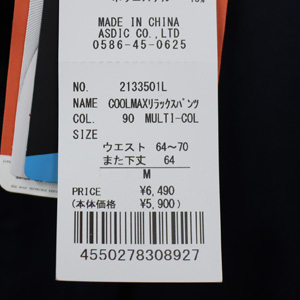 MADE IN CHINA
ASDIC CO.,LTD
0586-45-0625
NO. 2133501L
NAME COOLMAXリラックスパンツ
COL. 90 MULTI-COL
SIZE
ウエスト 64~70
また下丈 64
M
PRICE ¥6,490
(本体価格 ¥5,900)
4550278308927